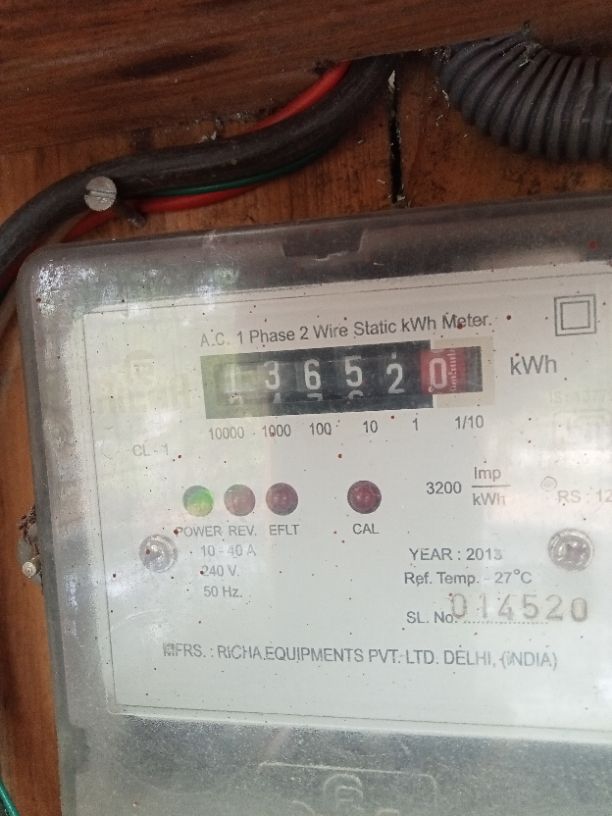 A.C. 1 Phase 2 Wire Static kWh Meter.
1 3 6 5 2 0 kWh
10000 1000 100 10 1 1/10
CL-1
3200 Imp/kWh
RS : 12
POWER REV. EFLT CAL
10-40 A
240 V.
50 Hz.
YEAR : 2013
Ref. Temp. - 27°C
SL. No. 014520
MFRS. : RICHA EQUIPMENTS PVT. LTD. DELHI, (INDIA)